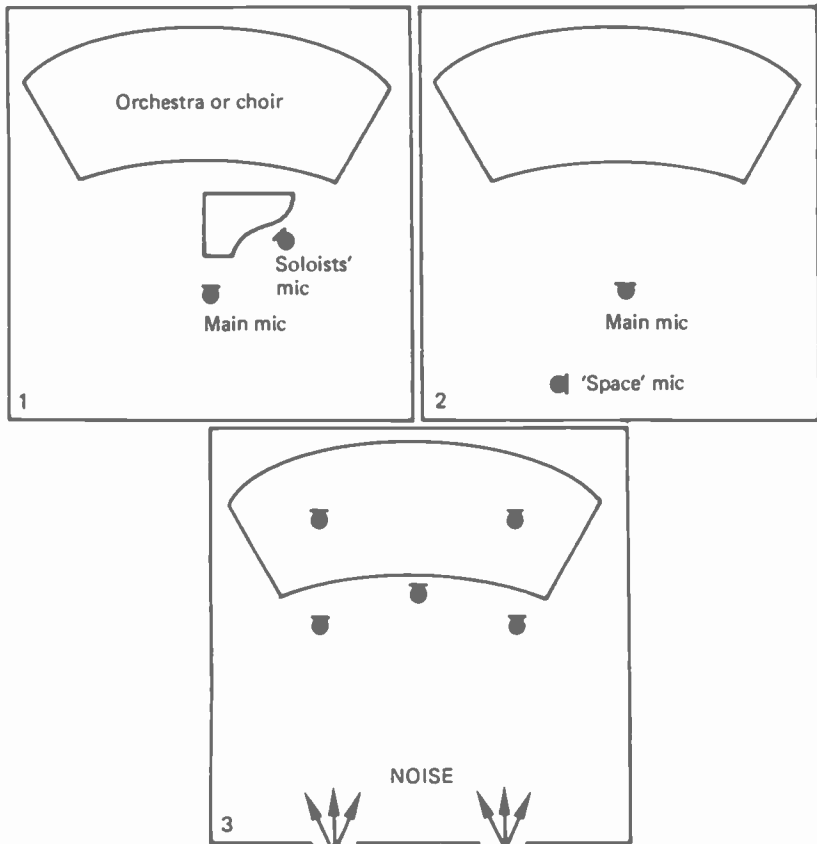 Orchestra or choir
Soloists'
mic
Main mic
1
Main mic
'Space' mic
2
NOISE
3